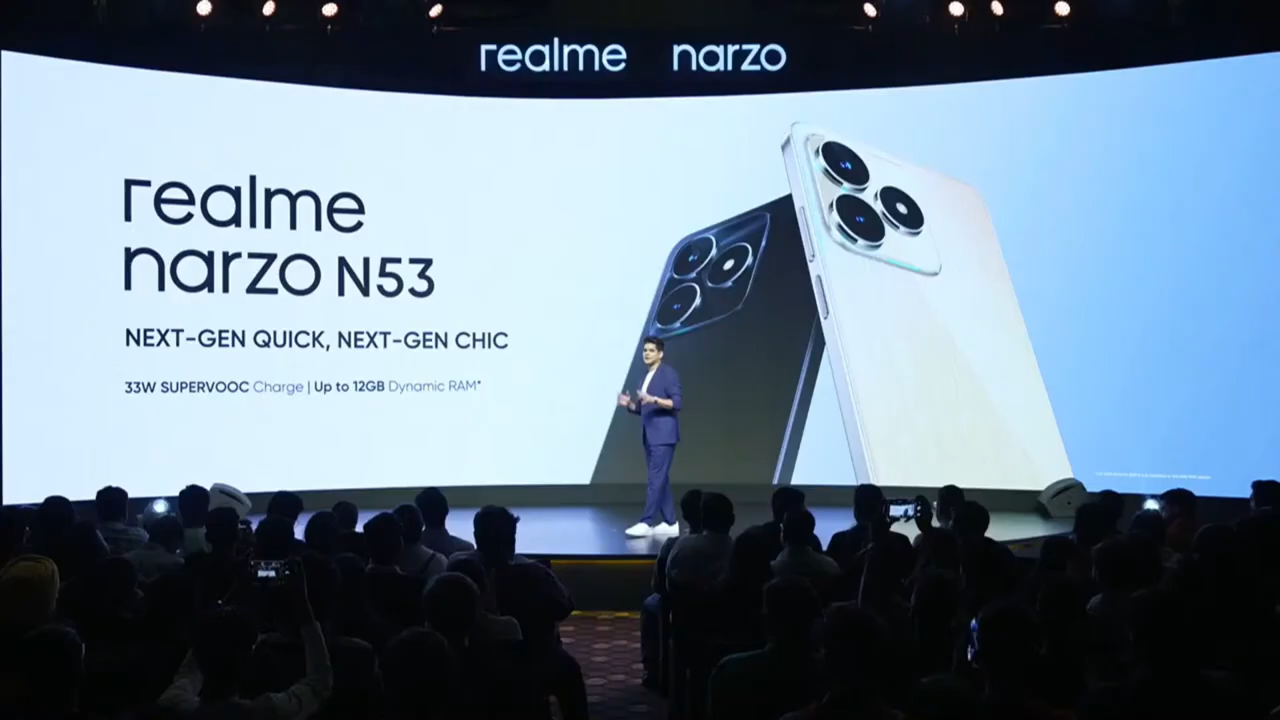 realme narzo
realme
narzo N53
NEXT-GEN QUICK, NEXT-GEN CHIC
33W SUPERVOOC Charge | Up to 12GB Dynamic RAM*